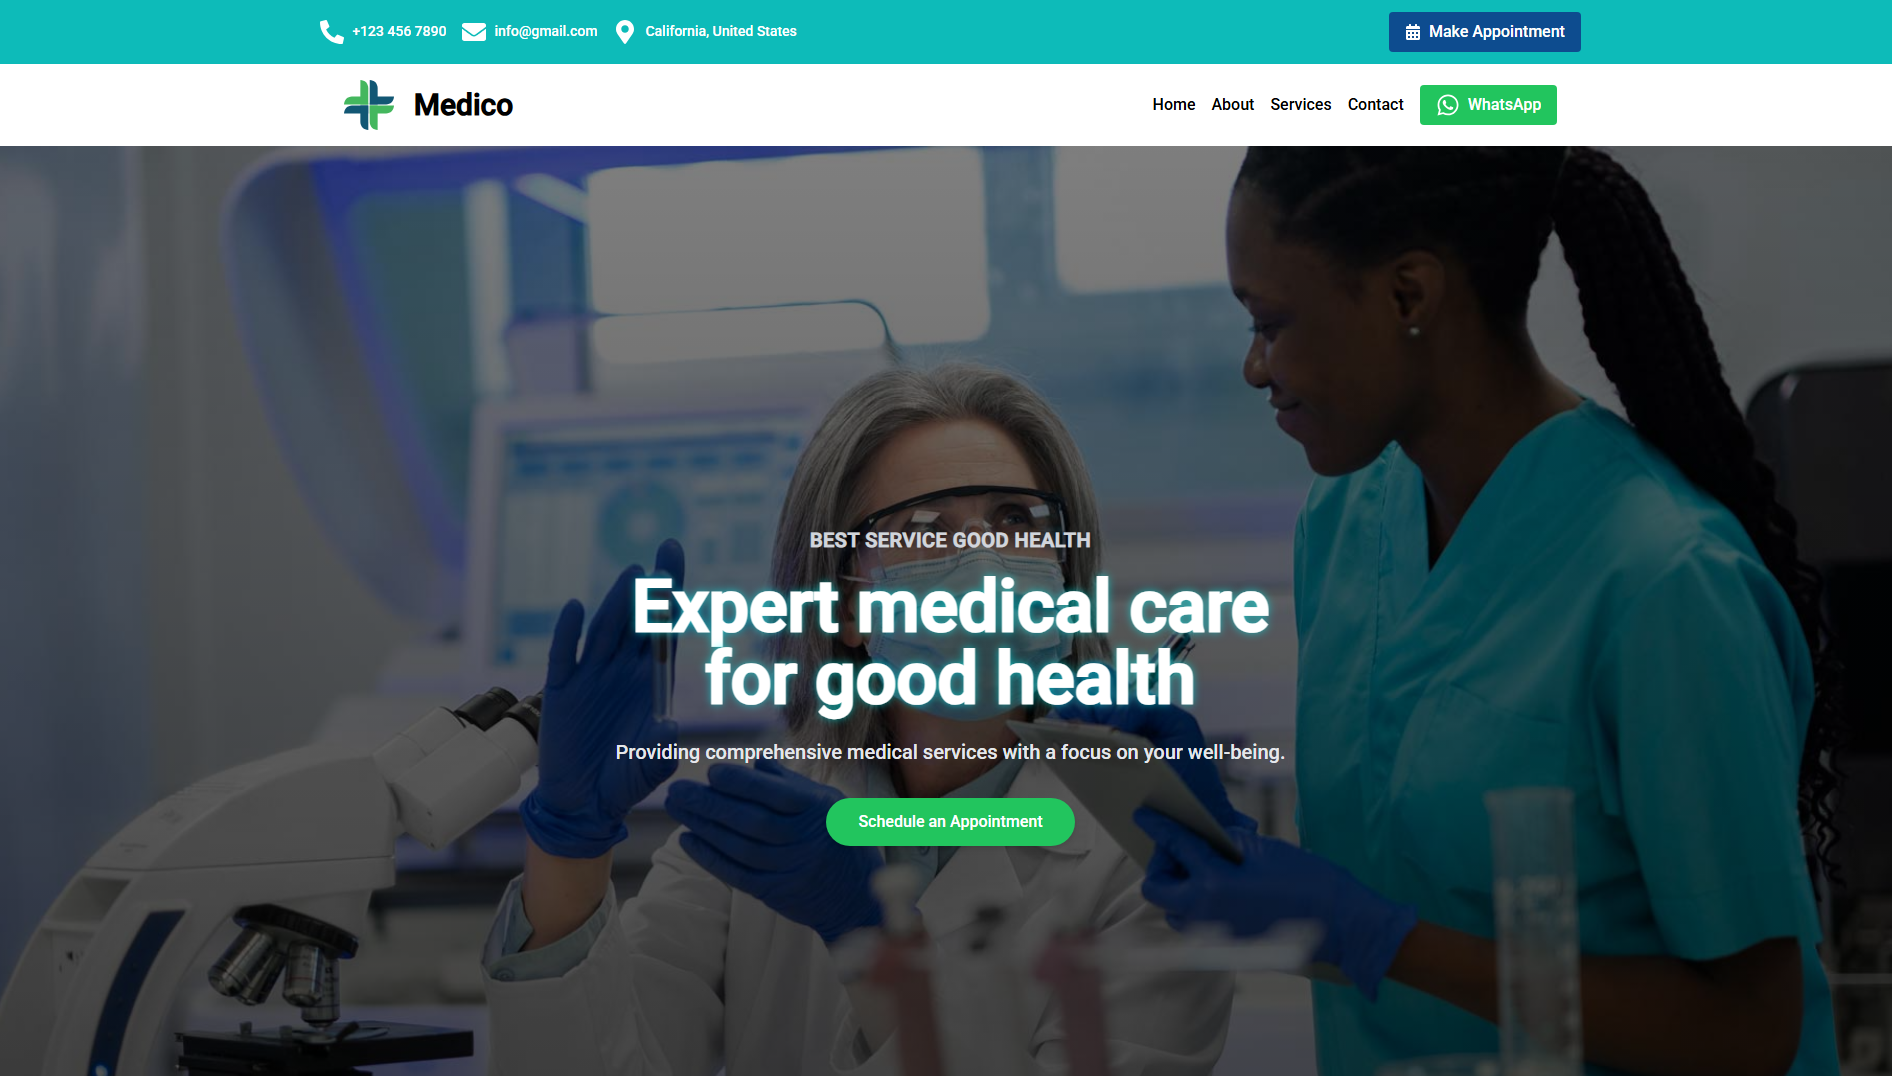 +123 456 7890 info@gmail.com California, United States Make Appointment
Medico Home About Services Contact WhatsApp
BEST SERVICE GOOD HEALTH
Expert medical care
for good health
Providing comprehensive medical services with a focus on your well-being.
Schedule an Appointment